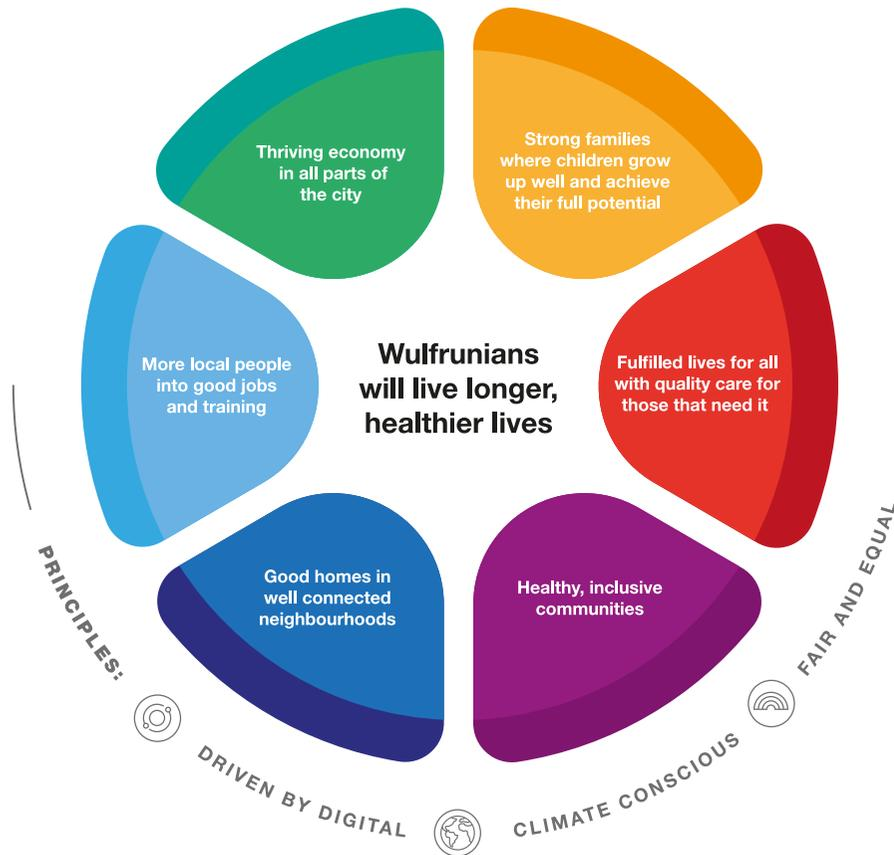 Thriving economy
in all parts of
the city
Strong families
where children grow
up well and achieve
their full potential
More local people
into good jobs
and training
Wulfrunians
will live longer,
healthier lives
Fulfilled lives for all
with quality care for
those that need it
Good homes in
well connected
neighbourhoods
Healthy, inclusive
communities
PRINCIPLES:
DRIVEN BY DIGITAL
CLIMATE CONSCIOUS
FAIR AND EQUAL